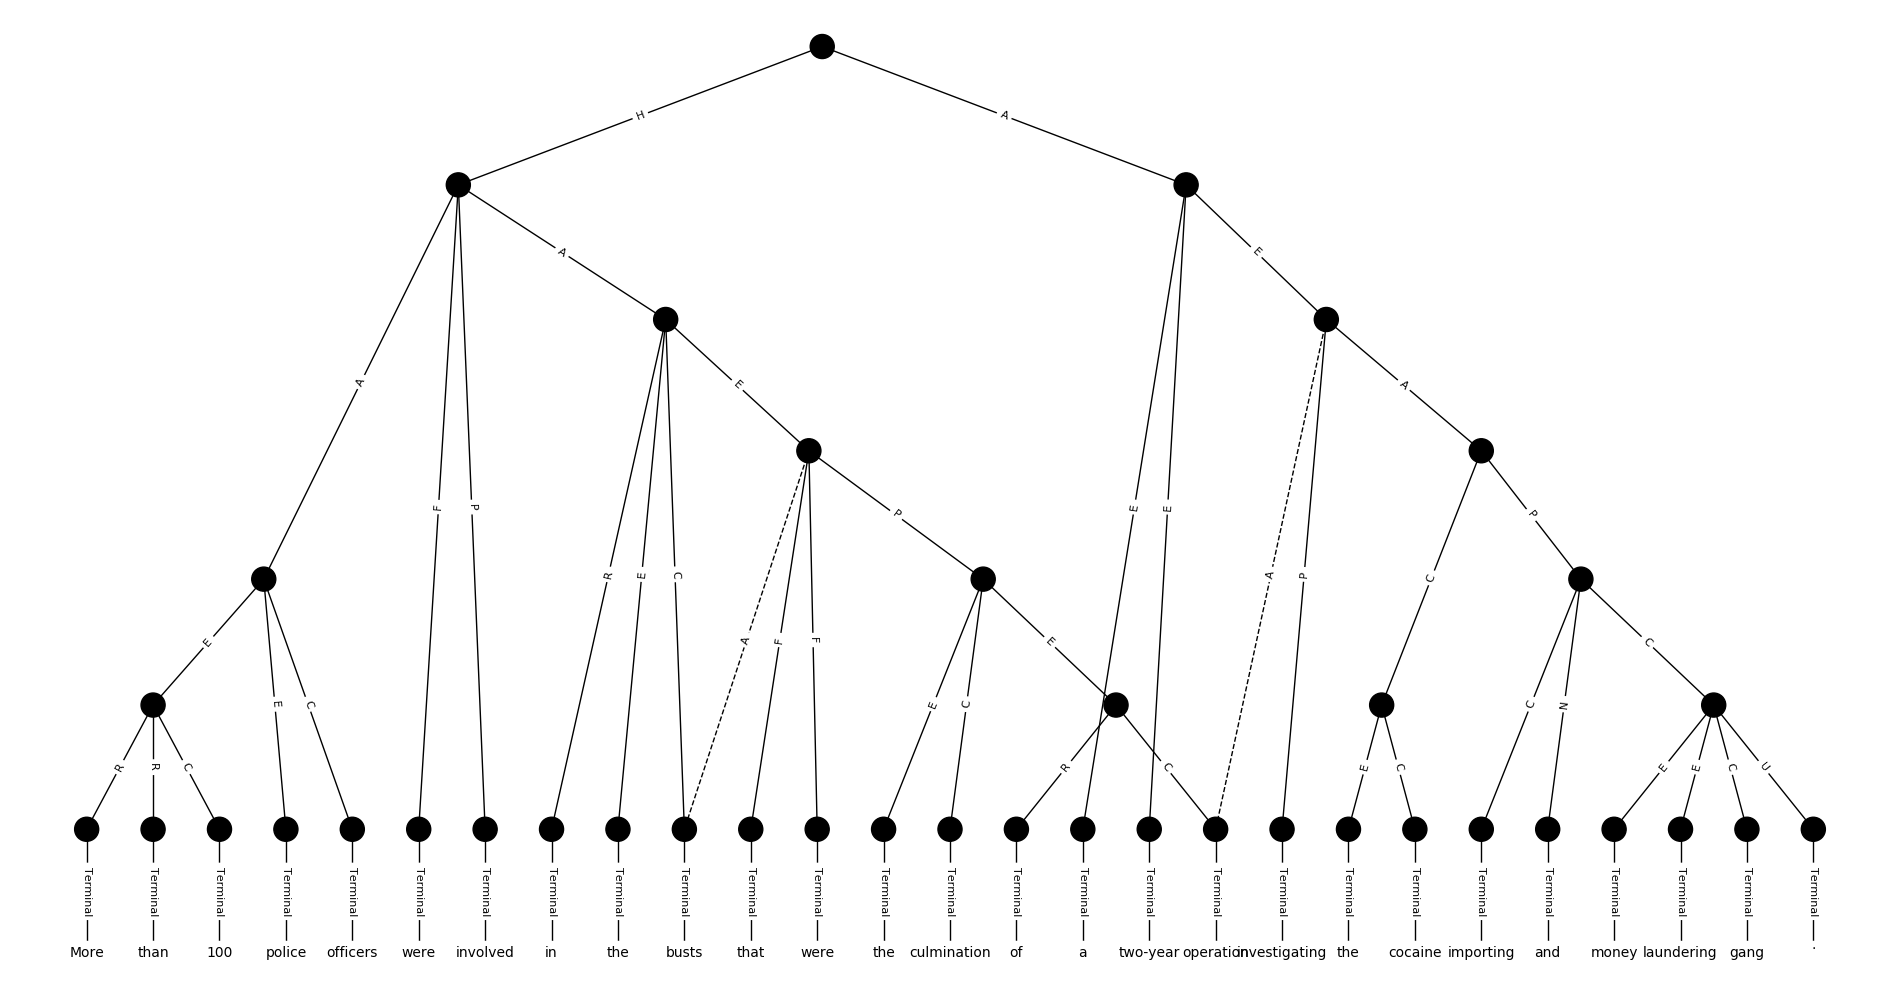 H A
A F P A E E E
R E C E A P
E E C A F F P A P C P
R R C E C E C N C
R C E C E E C U
Terminal Terminal Terminal Terminal Terminal Terminal Terminal Terminal Terminal Terminal Terminal Terminal Terminal Terminal Terminal Terminal Terminal Terminal Terminal Terminal Terminal Terminal Terminal Terminal Terminal Terminal Terminal
More than 100 police officers were involved in the busts that were the culmination of a two-year operation investigating the cocaine importing and money laundering gang .